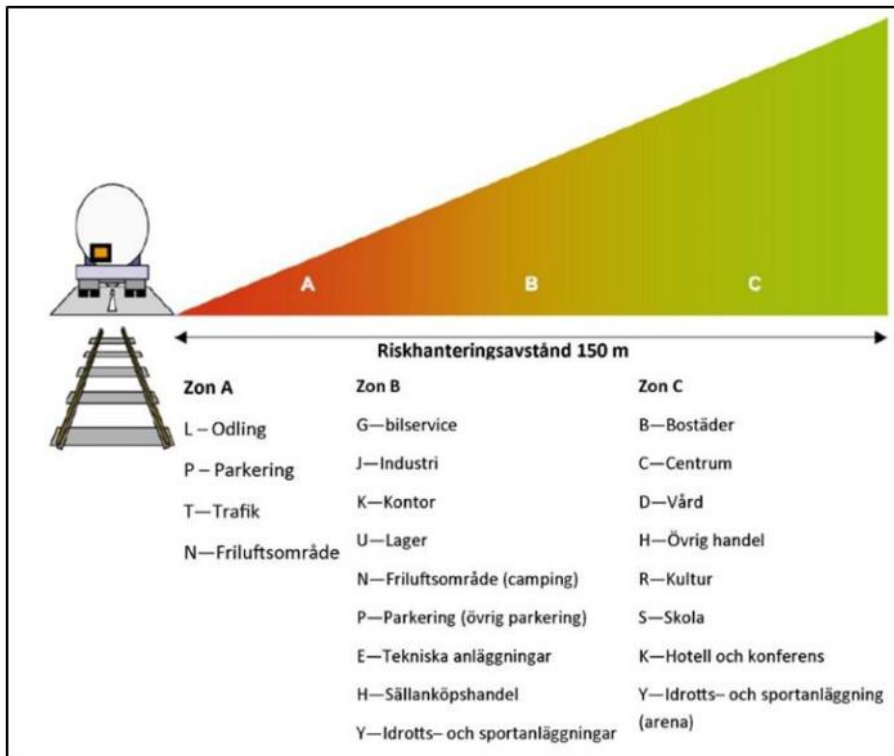 A
B
C
Riskhanteringsavstånd 150 m
Zon A
L – Odling
P – Parkering
T—Trafik
N—Friluftsområde
Zon B
G—bilservice
J—Industri
K—Kontor
U—Lager
N—Friluftsområde (camping)
P—Parkering (övrig parkering)
E—Tekniska anläggningar
H—Sällanköpshandel
Y—Idrotts– och sportanläggningar
Zon C
B—Bostäder
C—Centrum
D—Vård
H—Övrig handel
R—Kultur
S—Skola
K—Hotell och konferens
Y—Idrotts– och sportanläggning
(arena)